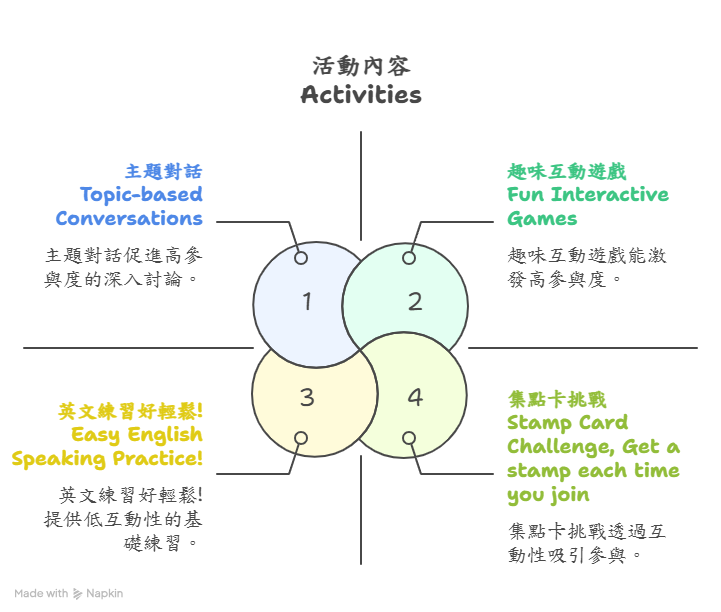 活動內容
Activities
主題對話
Topic-based
Conversations
主題對話促進高參
與度的深入討論。
趣味互動遊戲
Fun Interactive
Games
趣味互動遊戲能激
發高參與度。
1
2
3
4
英文練習好輕鬆!
Easy English
Speaking Practice!
英文練習好輕鬆!
提供低互動性的基
礎練習。
集點卡挑戰
Stamp Card
Challenge, Get a
stamp each time
you join
集點卡挑戰透過互
動性吸引參與。
Made with Napkin